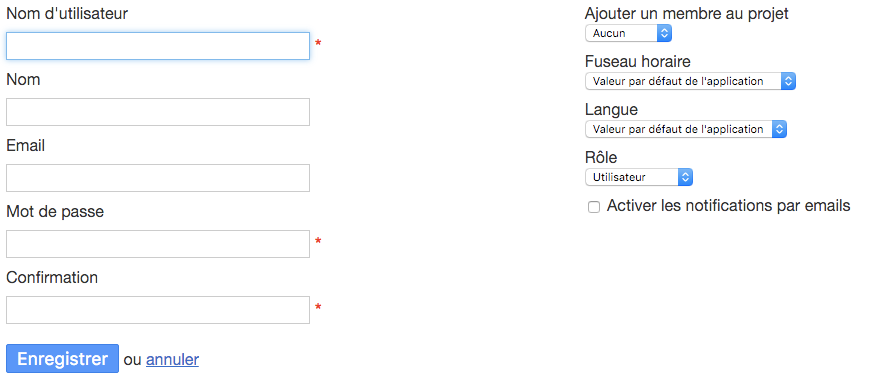 Nom d'utilisateur
*
Nom
Email
Mot de passe
*
Confirmation
*
Enregistrer ou annuler
Ajouter un membre au projet
Aucun
Fuseau horaire
Valeur par défaut de l'application
Langue
Valeur par défaut de l'application
Rôle
Utilisateur
Activer les notifications par emails